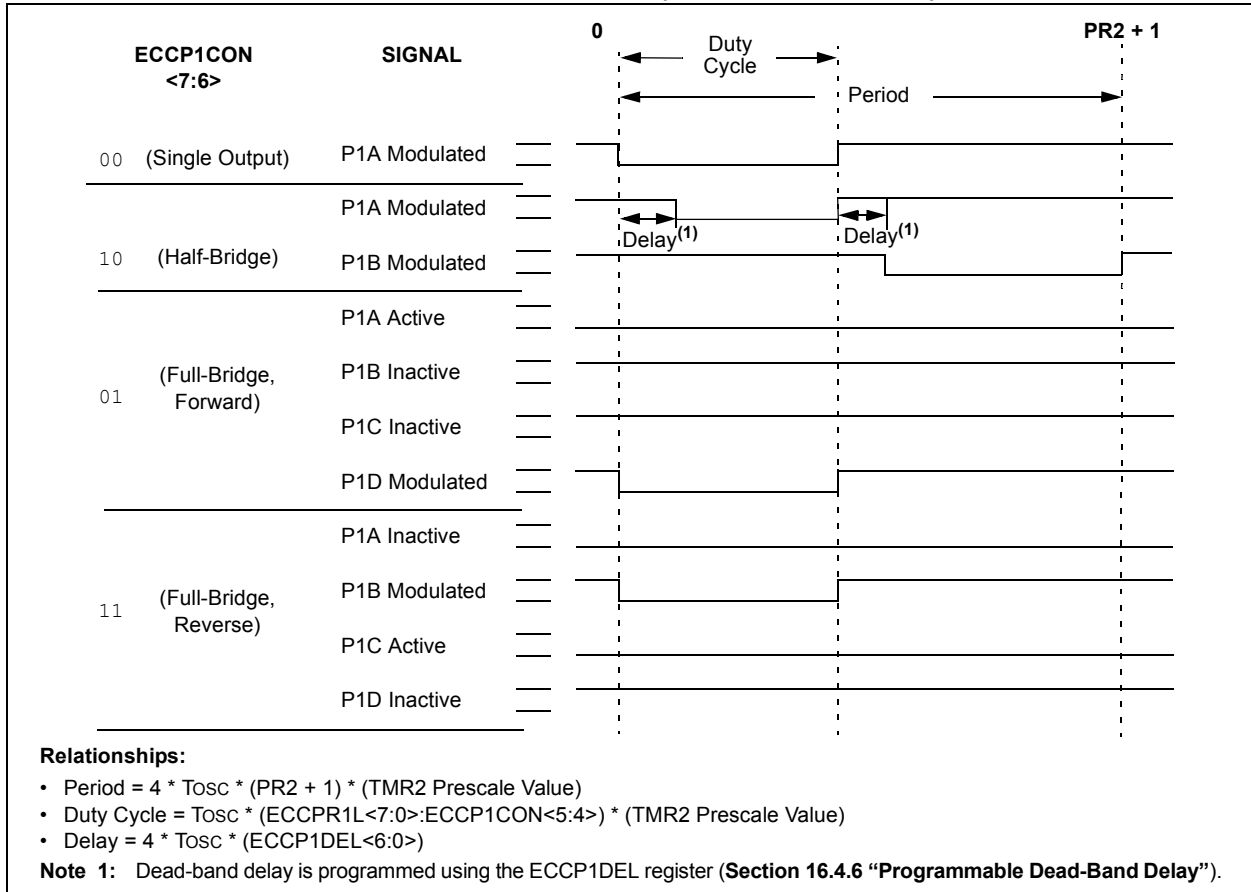 0
PR2 + 1
ECCP1CON
<7:6>
SIGNAL
Duty
Cycle
Period
00 (Single Output) P1A Modulated
P1A Modulated
Delay(1) Delay(1)
10 (Half-Bridge) P1B Modulated
P1A Active
(Full-Bridge,
Forward)
01
P1B Inactive
P1C Inactive
P1D Modulated
P1A Inactive
P1B Modulated
11
(Full-Bridge,
Reverse)
P1C Active
P1D Inactive
Relationships:
• Period = 4 * TOSC * (PR2 + 1) * (TMR2 Prescale Value)
• Duty Cycle = TOSC * (ECCPR1L<7:0>:ECCP1CON<5:4>) * (TMR2 Prescale Value)
• Delay = 4 * TOSC * (ECCP1DEL<6:0>)
Note 1: Dead-band delay is programmed using the ECCP1DEL register (Section 16.4.6 “Programmable Dead-Band Delay”).